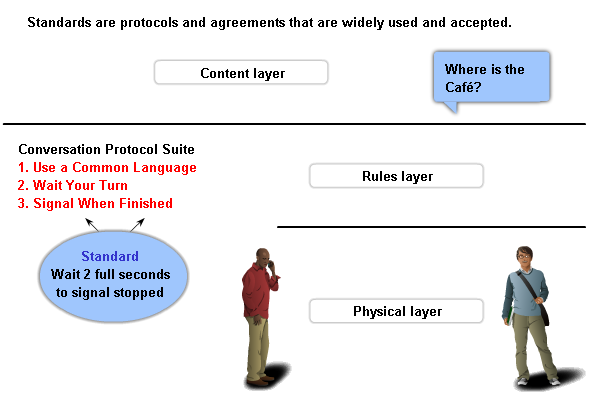 Standards are protocols and agreements that are widely used and accepted.
Content layer
Where is the
Café?
Conversation Protocol Suite
1. Use a Common Language
2. Wait Your Turn
3. Signal When Finished
Rules layer
Standard
Wait 2 full seconds
to signal stopped
Physical layer